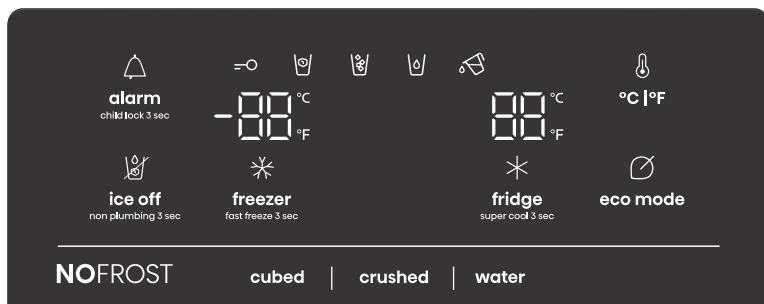 alarm
child lock 3 sec
-88 °C °F
88 °C °F
°C |°F
ice off
non plumbing 3 sec
freezer
fast freeze 3 sec
fridge
super cool 3 sec
eco mode
NOFROST
cubed | crushed | water